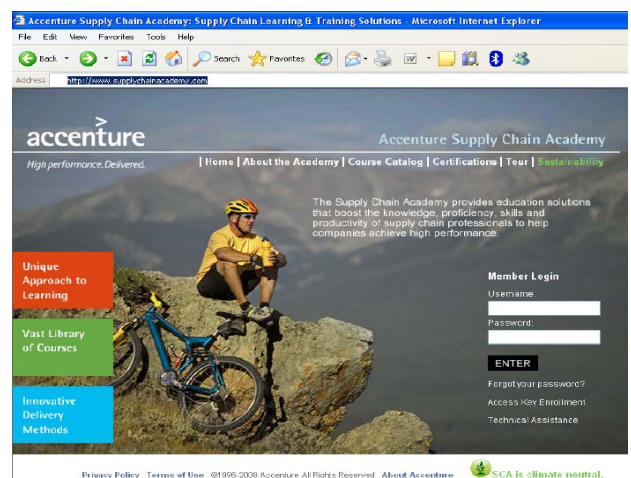 Accenture Supply Chain Academy: Supply Chain Learning & Training Solutions - Microsoft Internet Explorer
File Edit View Favorites Tools Help
Back Search Favorites
Address http://www.supplychainacademy.com
accenture
High performance. Delivered.
Accenture Supply Chain Academy
| Home | About the Academy | Course Catalog | Certifications | Tour | Sustainability
The Supply Chain Academy provides education solutions
that boost the knowledge, proficiency, skills and
productivity of supply chain professionals to help
companies achieve high performance.
Unique
Approach to
Learning
Vast Library
of Courses
Innovative
Delivery
Methods
Member Login
Username:
Password:
ENTER
Forgot your password?
Access Key Enrollment
Technical Assistance
Privacy Policy Terms of Use @1996-2008 Accenture All Rights Reserved About Accenture
SCA is climate neutral.